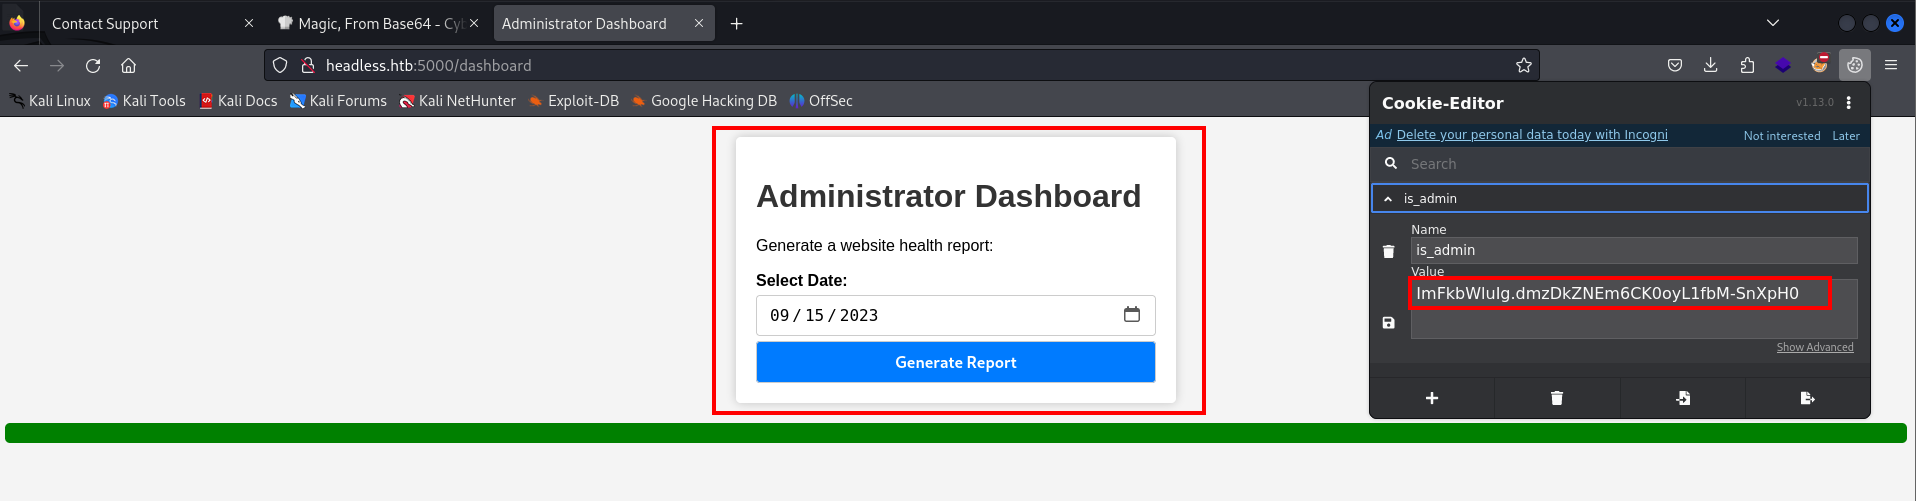 Contact Support
Magic, From Base64 - Cy
Administrator Dashboard
headless.htb:5000/dashboard
Kali Linux Kali Tools Kali Docs Kali Forums Kali NetHunter Exploit-DB Google Hacking DB OffSec
Cookie-Editor v1.13.0
Ad Delete your personal data today with Incogni Not interested Later
Search
is_admin
Name
is_admin
Value
ImFkbWluIg.dmzDkZNEm6CK0oyL1fbM-SnXpH0
Show Advanced
Administrator Dashboard
Generate a website health report:
Select Date:
09/15/2023
Generate Report